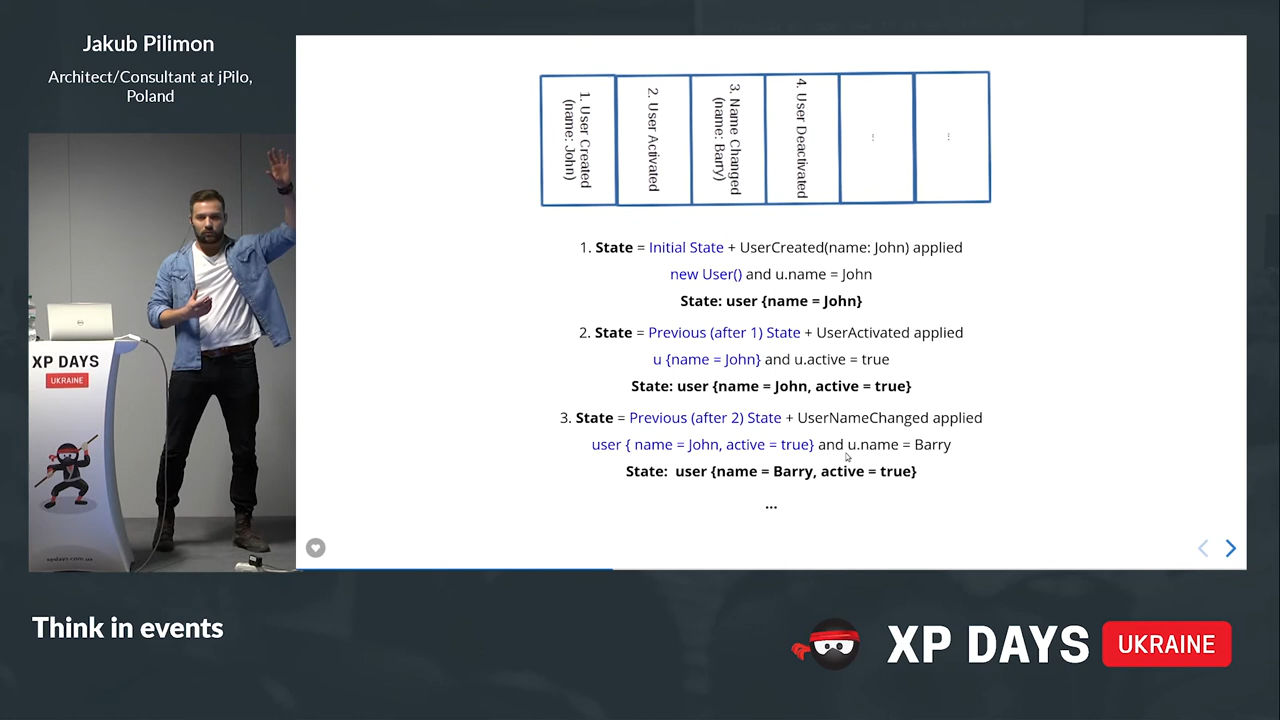 Jakub Pilimon
Architect/Consultant at jPilo,
Poland
XP DAYS
UKRAINE
xpdays.com.ua
1. User Created
(name: John)
2. User Activated
3. Name Changed
(name: Barry)
4. User Deactivated
...
...
1. State = Initial State + UserCreated(name: John) applied
new User() and u.name = John
State: user {name = John}
2. State = Previous (after 1) State + UserActivated applied
u {name = John} and u.active = true
State: user {name = John, active = true}
3. State = Previous (after 2) State + UserNameChanged applied
user { name = John, active = true} and u.name = Barry
State: user {name = Barry, active = true}
...
Think in events
XP DAYS UKRAINE